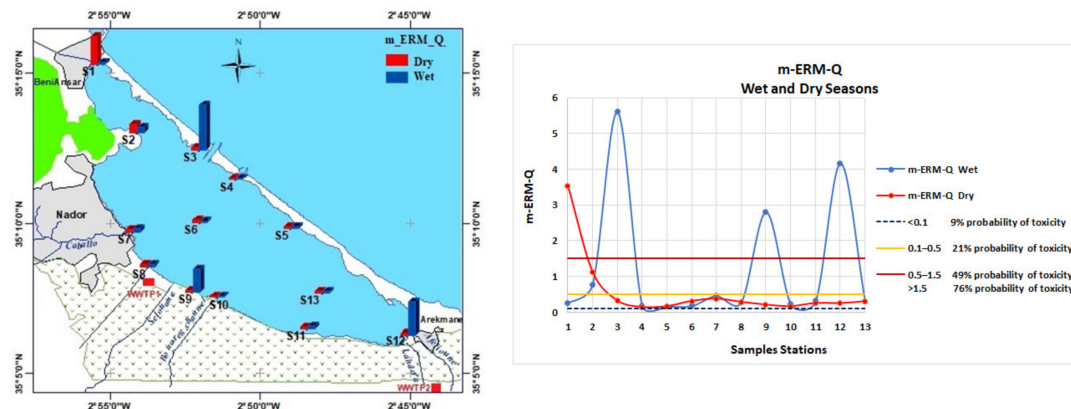 2°55'0"W
2°50'0"W
2°45'0"W
m_ERM_Q
Dry
Wet
N
35°15'0"N
35°15'0"N
S1
BeniAnsar
S2
S3
S4
Nador
35°10'0"N
35°10'0"N
S7
S6
S5
Caballo
S8
WWTP1
S9
S10
S13
Selouane
S11
S12
Arekmane
WWTP2
35°5'0"N
35°5'0"N
2°55'0"W
2°50'0"W
2°45'0"W
m-ERM-Q
Wet and Dry Seasons
m-ERM-Q
6
5
4
3
2
1
0
1 2 3 4 5 6 7 8 9 10 11 12 13
Samples Stations
m-ERM-Q Wet
m-ERM-Q Dry
<0.1 9% probability of toxicity
0.1–0.5 21% probability of toxicity
0.5–1.5 49% probability of toxicity
>1.5 76% probability of toxicity